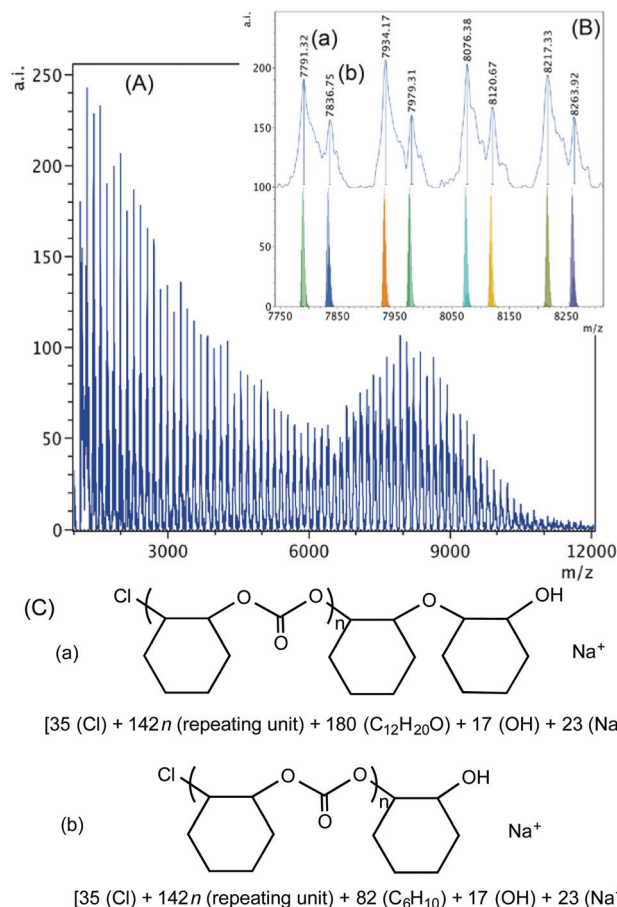 a.i.
250
200
150
100
50
0
3000 6000 9000 12000
m/z
(A)
a.i.
200
150
100
50
0
7750 7850 7950 8050 8150 8250
m/z
(B)
(a)
(b)
7791.32
7836.75
7934.17
7979.31
8076.38
8120.67
8217.33
8263.92
(C)
(a)
Cl ( O O ) n O OH
O
Na⁺
[35 (Cl) + 142n (repeating unit) + 180 (C₁₂H₂₀O) + 17 (OH) + 23 (Na
(b)
Cl ( O O ) n OH
O
Na⁺
[35 (Cl) + 142n (repeating unit) + 82 (C₆H₁₀) + 17 (OH) + 23 (Na